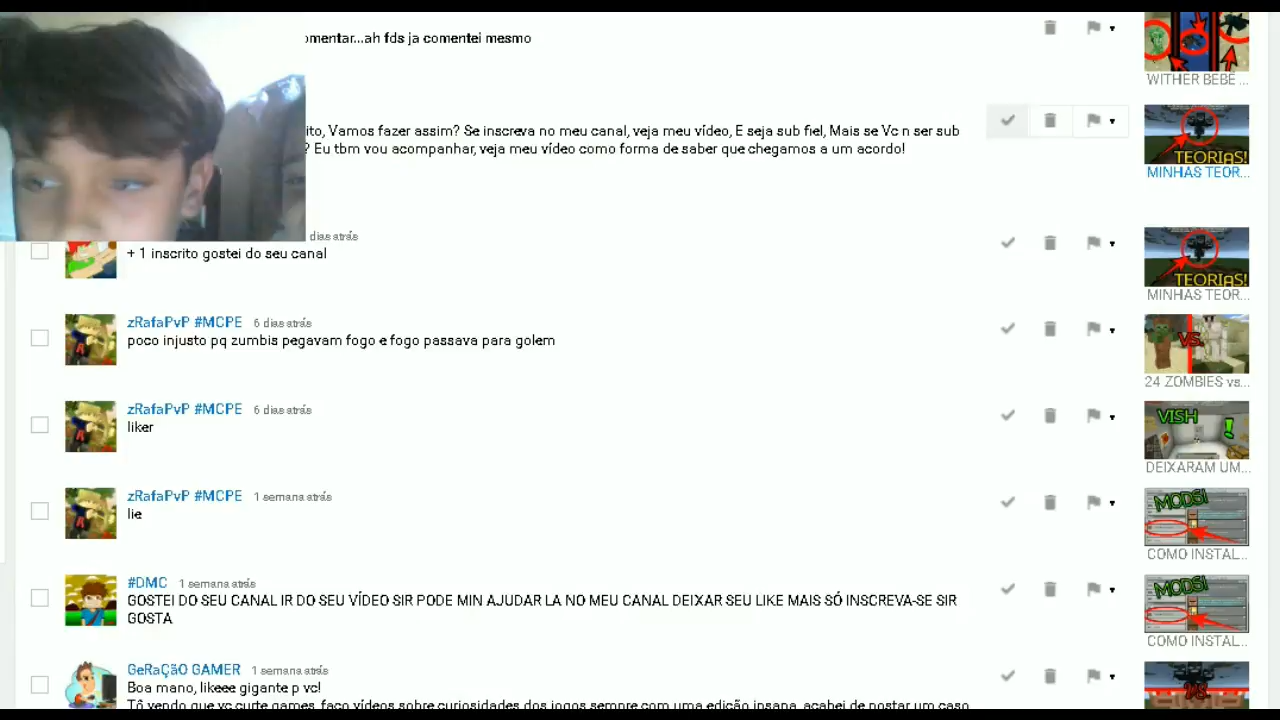 omentar...ah fds ja comentei mesmo
WITHER BEBÊ ...
ito, Vamos fazer assim? Se inscreva no meu canal, veja meu vídeo, E seja sub fiel, Mais se Vc n ser sub
? Eu tbm vou acompanhar, veja meu vídeo como forma de saber que chegamos a um acordo!
TEORIAS!
MINHAS TEOR...
dias atrás
+ 1 inscrito gostei do seu canal
TEORIAS!
MINHAS TEOR...
zRafaPvP #MCPE 6 dias atrás
poco injusto pq zumbis pegavam fogo e fogo passava para golem
VS.
24 ZOMBIES vs...
zRafaPvP #MCPE 6 dias atrás
liker
VISH !
DEIXARAM UM...
zRafaPvP #MCPE 1 semana atrás
lie
MODS!
COMO INSTAL...
#DMC 1 semana atrás
GOSTEI DO SEU CANAL IR DO SEU VÍDEO SIR PODE MIN AJUDAR LA NO MEU CANAL DEIXAR SEU LIKE MAIS SÓ INSCREVA-SE SI
GOSTA
MODS!
COMO INSTAL...
GeRaÇãO GAMER 1 semana atrás
Boa mano, likeee gigante p vc!
Tô vendo que vc curte games, faço vídeos sobre curiosidades dos jogos sempre com uma edição insana, acabei de postar um caso
VS